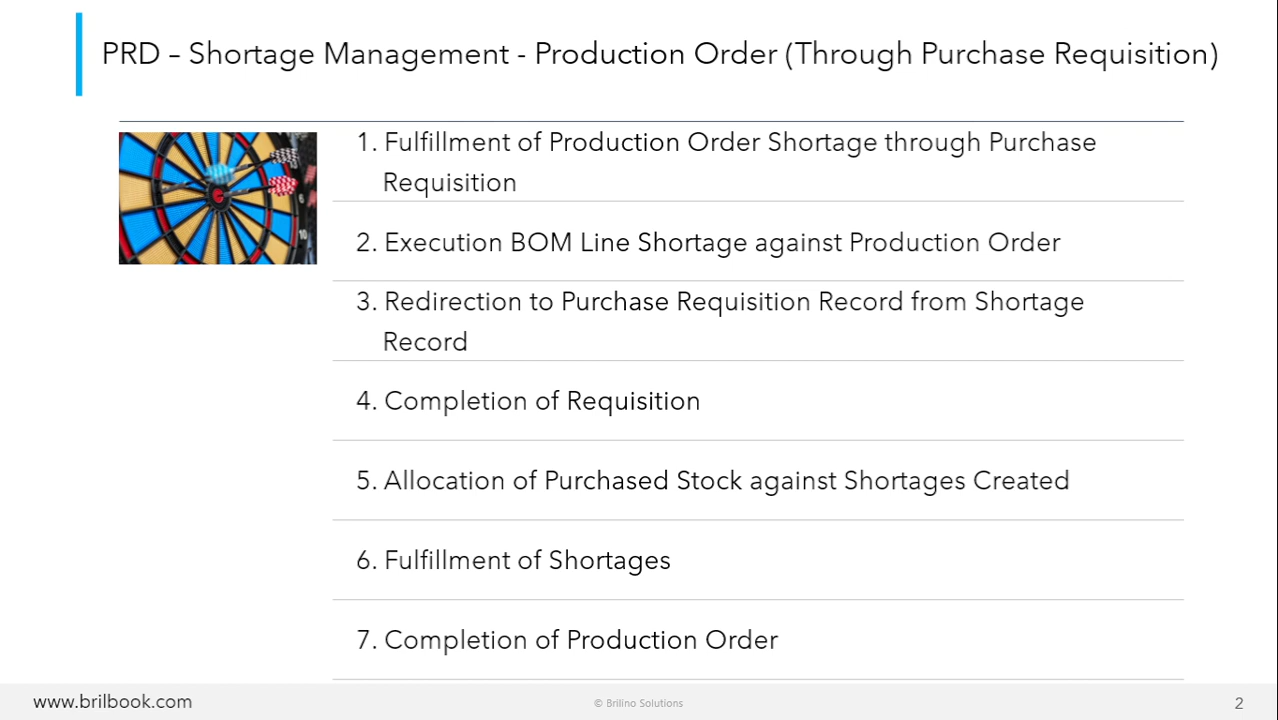 PRD – Shortage Management - Production Order (Through Purchase Requisition)
1. Fulfillment of Production Order Shortage through Purchase
Requisition
2. Execution BOM Line Shortage against Production Order
3. Redirection to Purchase Requisition Record from Shortage
Record
4. Completion of Requisition
5. Allocation of Purchased Stock against Shortages Created
6. Fulfillment of Shortages
7. Completion of Production Order
6
10
www.brilbook.com
© Brilino Solutions
2